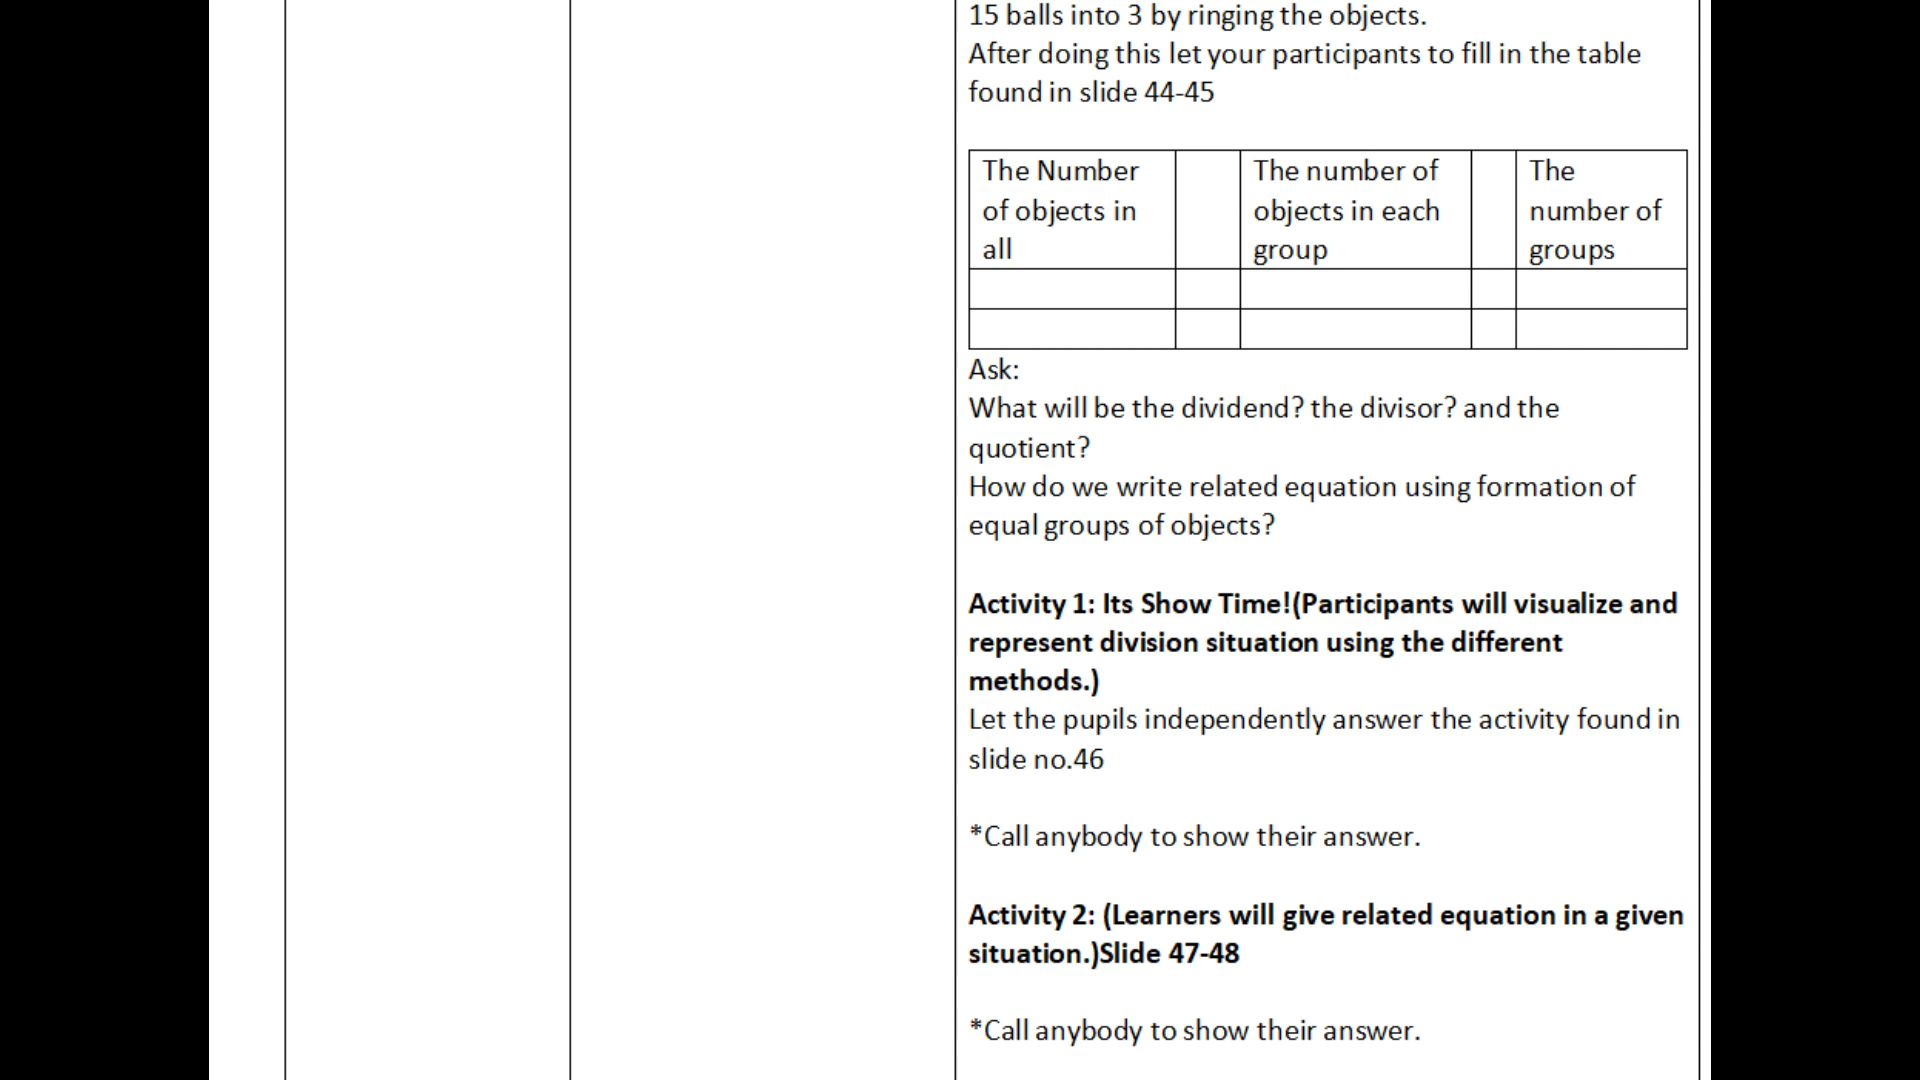 15 balls into 3 by ringing the objects.
After doing this let your participants to fill in the table
found in slide 44-45
The Number
of objects in
all
The number of
objects in each
group
The
number of
groups
Ask:
What will be the dividend? the divisor? and the
quotient?
How do we write related equation using formation of
equal groups of objects?
Activity 1: Its Show Time!(Participants will visualize and
represent division situation using the different
methods.)
Let the pupils independently answer the activity found in
slide no.46
*Call anybody to show their answer.
Activity 2: (Learners will give related equation in a given
situation.)Slide 47-48
*Call anybody to show their answer.